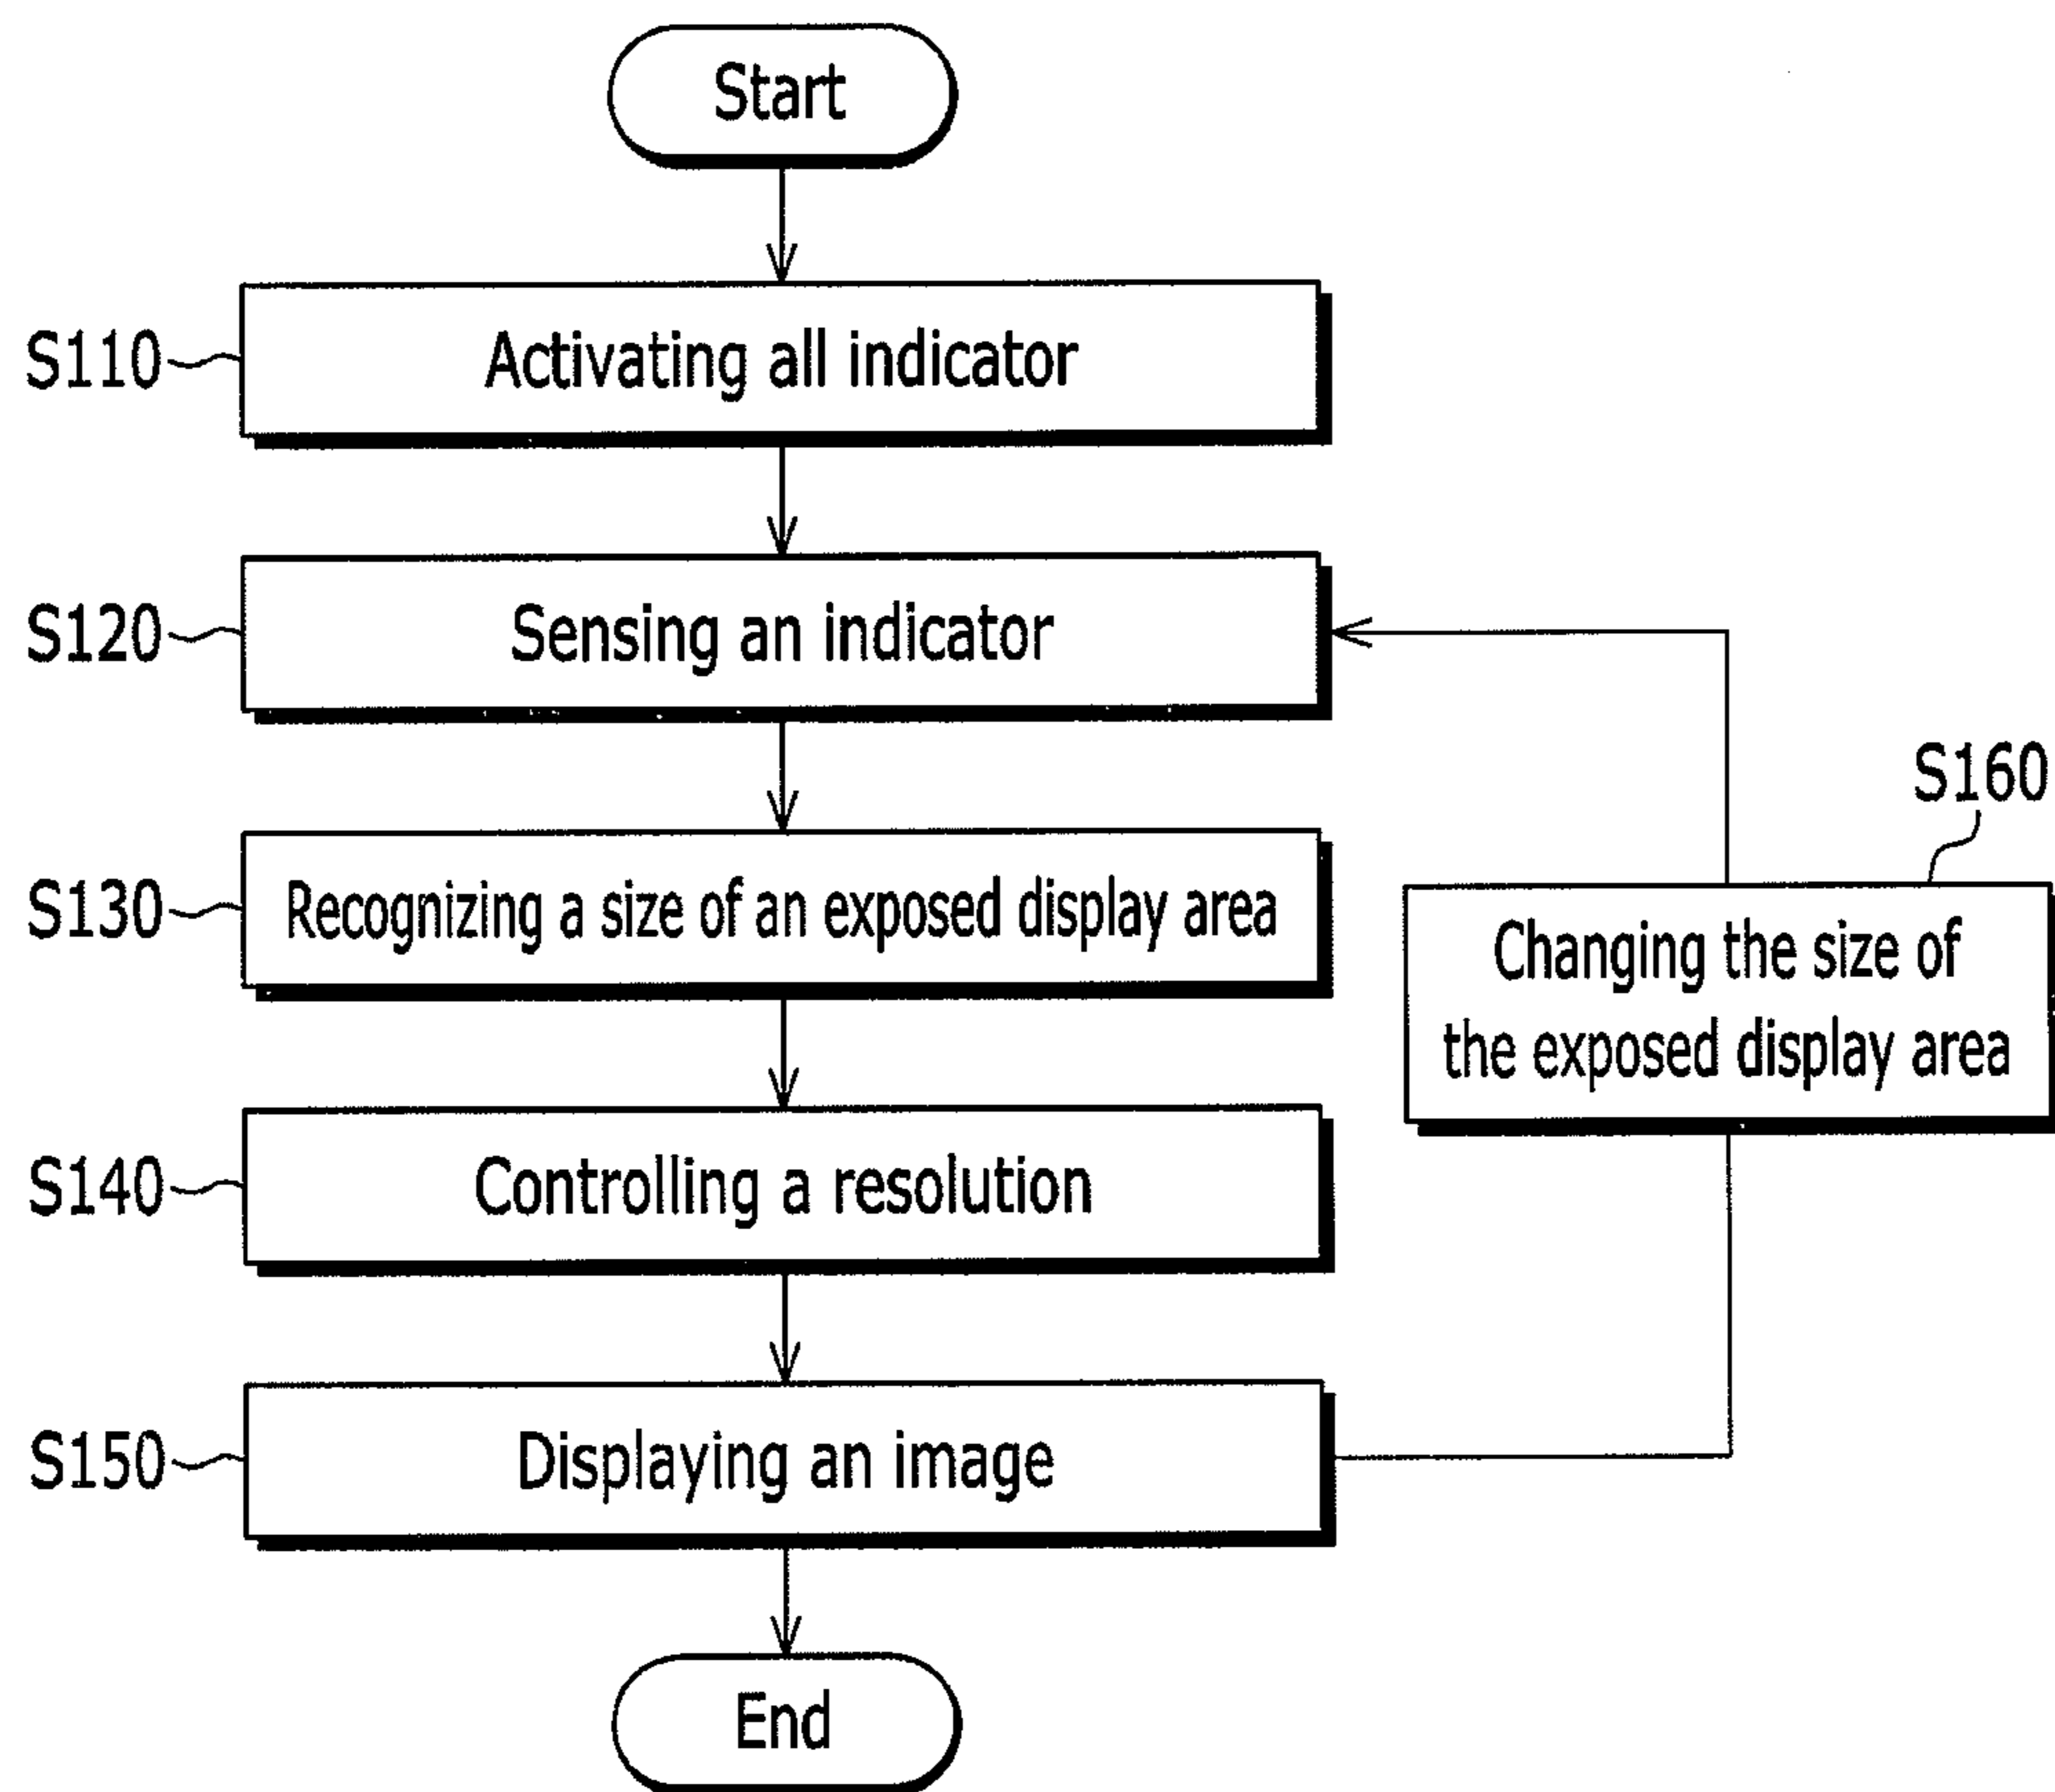 Start
S110
Activating all indicator
S120
Sensing an indicator
S160
S130
Recognizing a size of an exposed display area
Changing the size of
the exposed display area
S140
Controlling a resolution
S150
Displaying an image
End